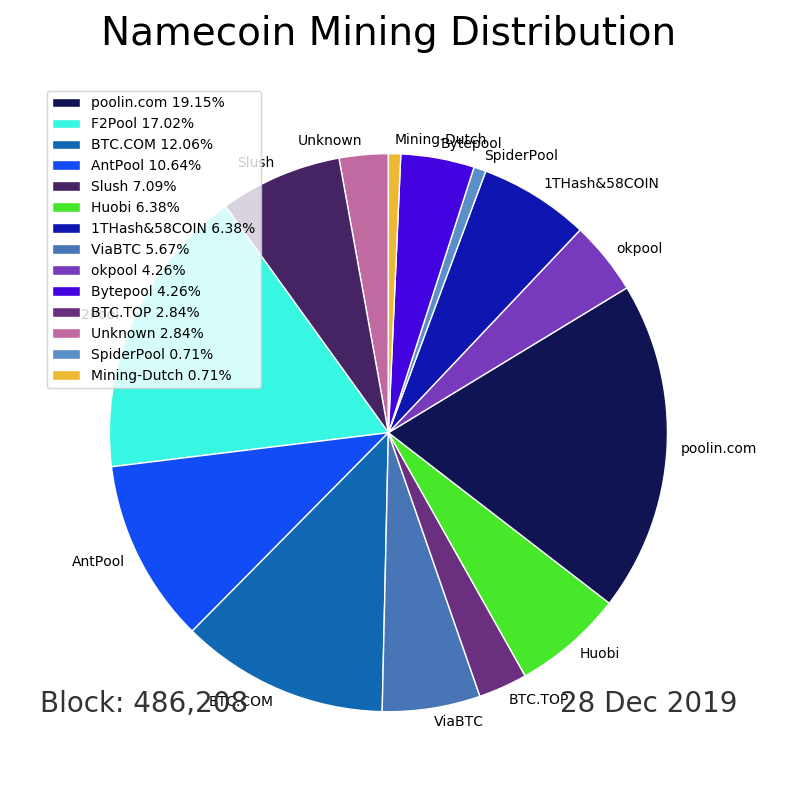 Namecoin Mining Distribution
poolin.com 19.15%
F2Pool 17.02%
BTC.COM 12.06%
AntPool 10.64%
Slush 7.09%
Huobi 6.38%
1THash&58COIN 6.38%
ViaBTC 5.67%
okpool 4.26%
Bytepool 4.26%
BTC.TOP 2.84%
Unknown 2.84%
SpiderPool 0.71%
Mining-Dutch 0.71%
Unknown
Mining-Dutch
Bytepool
SpiderPool
Slush
1THash&58COIN
okpool
F2Pool
poolin.com
AntPool
Huobi
BTC.COM
BTC.TOP
ViaBTC
Block: 486,208
28 Dec 2019